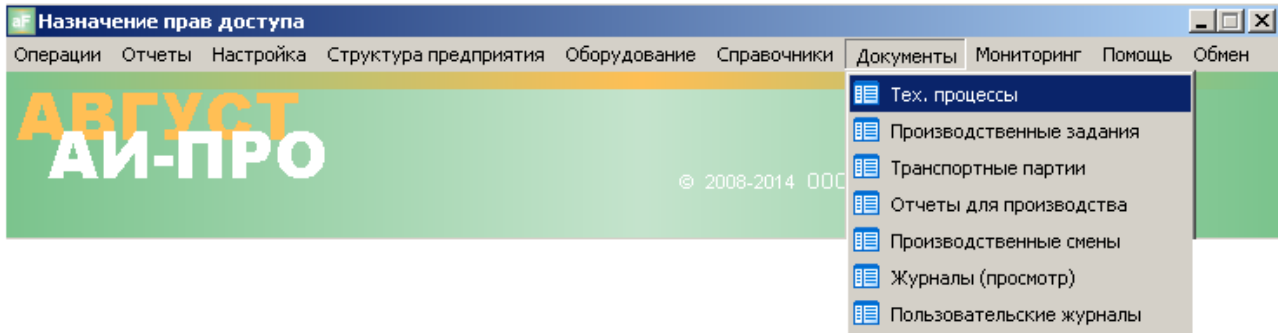 aF Назначение прав доступа
Операции Отчеты Настройка Структура предприятия Оборудование Справочники Документы Мониторинг Помощь Обмен
АВГУСТ
АИ-ПРО
© 2008-2014 ООО
Тех. процессы
Производственные задания
Транспортные партии
Отчеты для производства
Производственные смены
Журналы (просмотр)
Пользовательские журналы